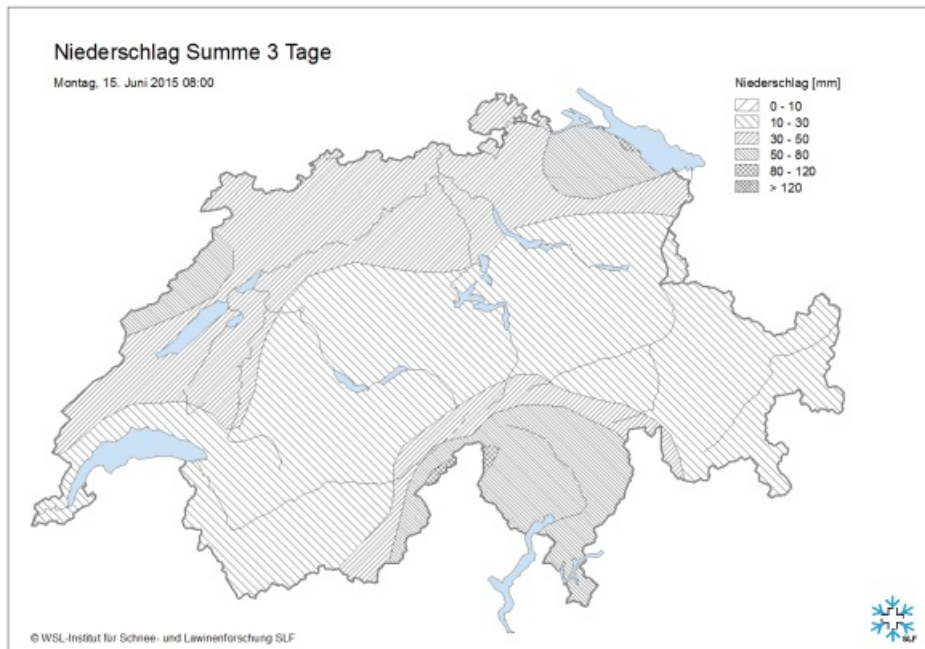 Niederschlag Summe 3 Tage
Montag, 15. Juni 2015 08:00
Niederschlag [mm]
0 - 10
10 - 30
30 - 50
50 - 80
80 - 120
> 120
© WSL-Institut für Schnee- und Lawinenforschung SLF
SLF